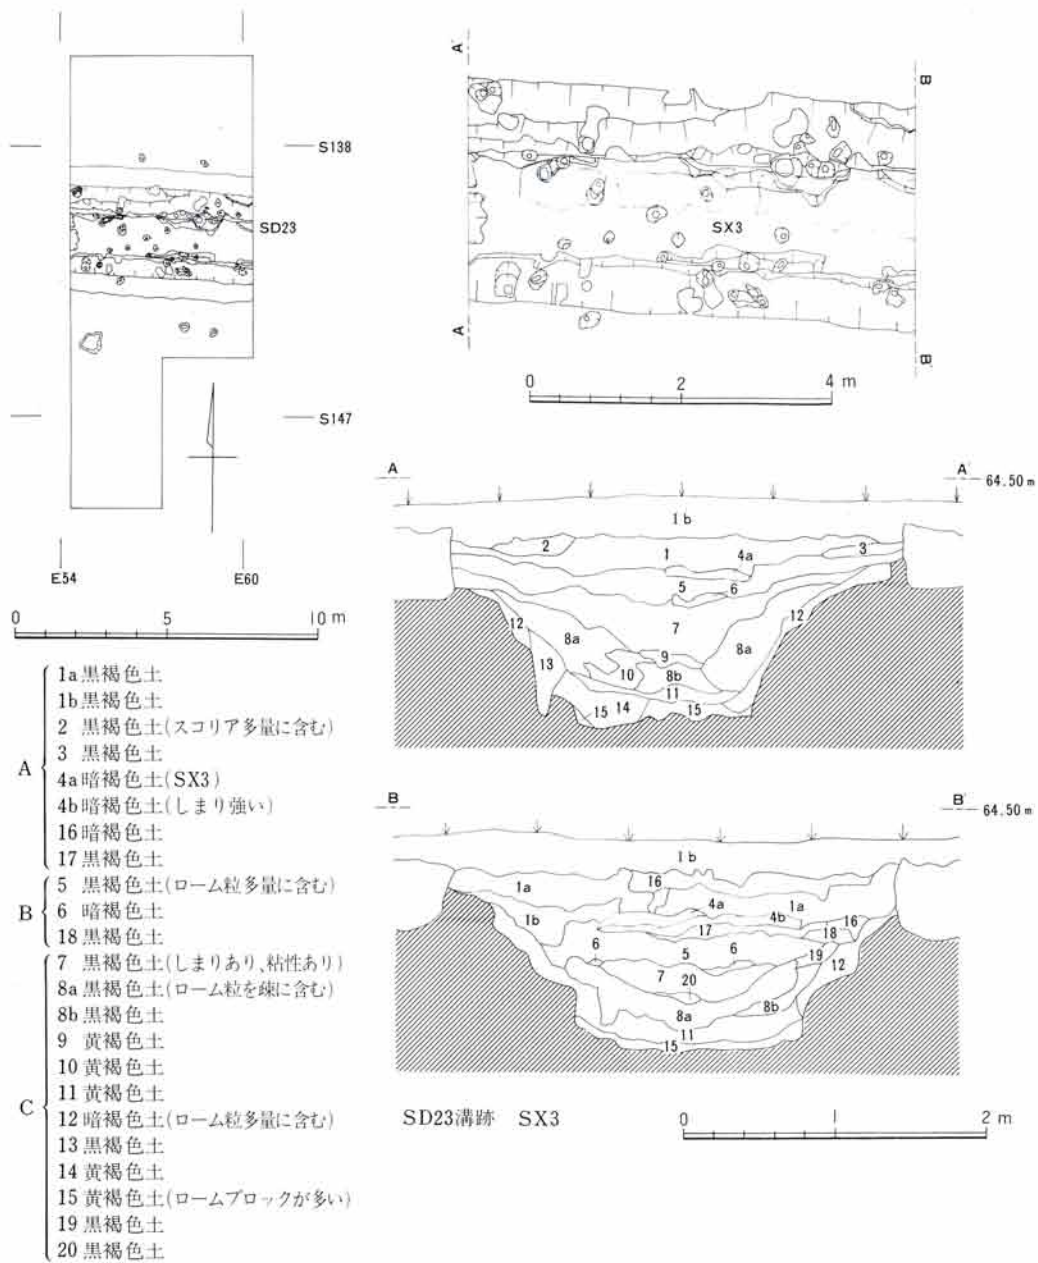 S138
SD23
S147
E54
E60
0 5 10 m
A'
B
SX3
A
B'
0 2 4 m
A
A'
64.50 m
1b
2
1
4a
3
5
6
7
12
12
8a
8a
9
13
10
8b
11
15
14
15
B
B'
64.50 m
1b
1a
16
4a
1a
1b
4b
16
17
18
6
5
6
19
12
7
20
8a
8b
11
15
SD23溝跡 SX3
0 1 2 m
A
1a 黒褐色土
1b 黒褐色土
2 黒褐色土(スコリア多量に含む)
3 黒褐色土
4a 暗褐色土(SX3)
4b 暗褐色土(しまり強い)
16 暗褐色土
17 黒褐色土
B
5 黒褐色土(ローム粒多量に含む)
6 暗褐色土
18 黒褐色土
C
7 黒褐色土(しまりあり、粘性あり)
8a 黒褐色土(ローム粒を疎に含む)
8b 黒褐色土
9 黄褐色土
10 黄褐色土
11 黄褐色土
12 暗褐色土(ローム粒多量に含む)
13 黒褐色土
14 黄褐色土
15 黄褐色土(ロームブロックが多い)
19 黒褐色土
20 黒褐色土